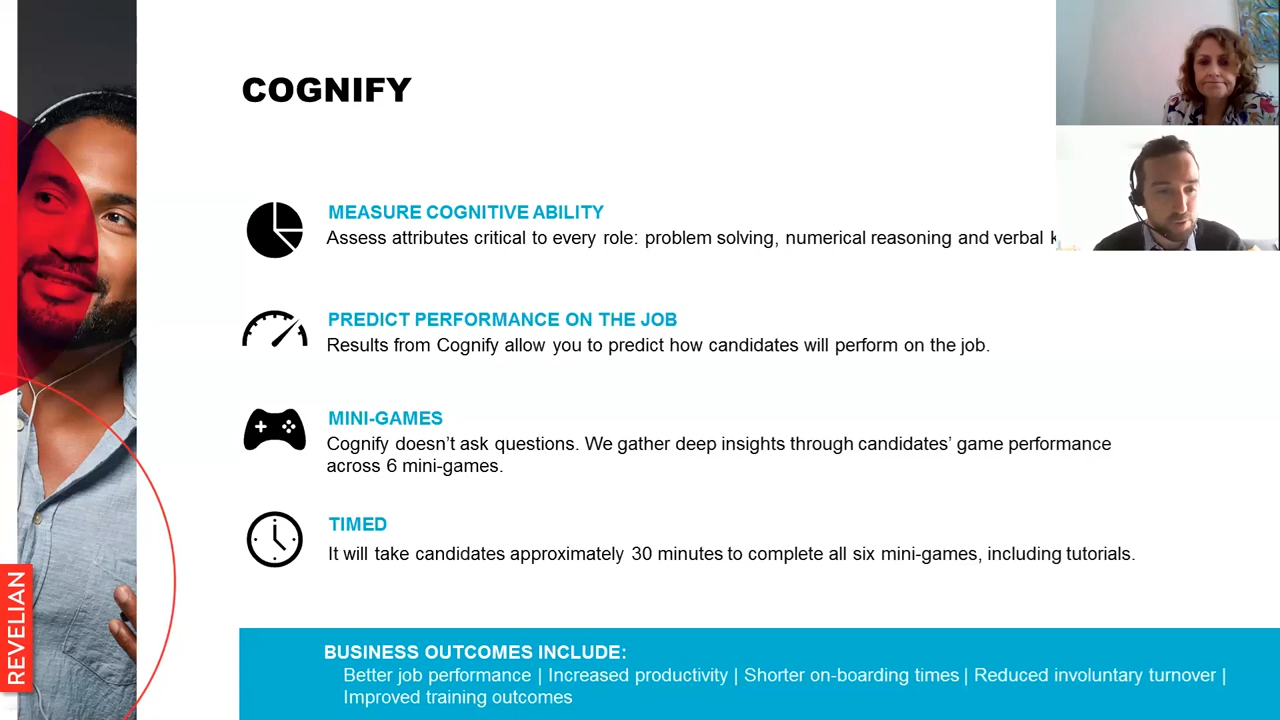 COGNIFY
MEASURE COGNITIVE ABILITY
Assess attributes critical to every role: problem solving, numerical reasoning and verbal
PREDICT PERFORMANCE ON THE JOB
Results from Cognify allow you to predict how candidates will perform on the job.
MINI-GAMES
Cognify doesn’t ask questions. We gather deep insights through candidates’ game performance
across 6 mini-games.
TIMED
It will take candidates approximately 30 minutes to complete all six mini-games, including tutorials.
REVELIAN
BUSINESS OUTCOMES INCLUDE:
Better job performance | Increased productivity | Shorter on-boarding times | Reduced involuntary turnover |
Improved training outcomes